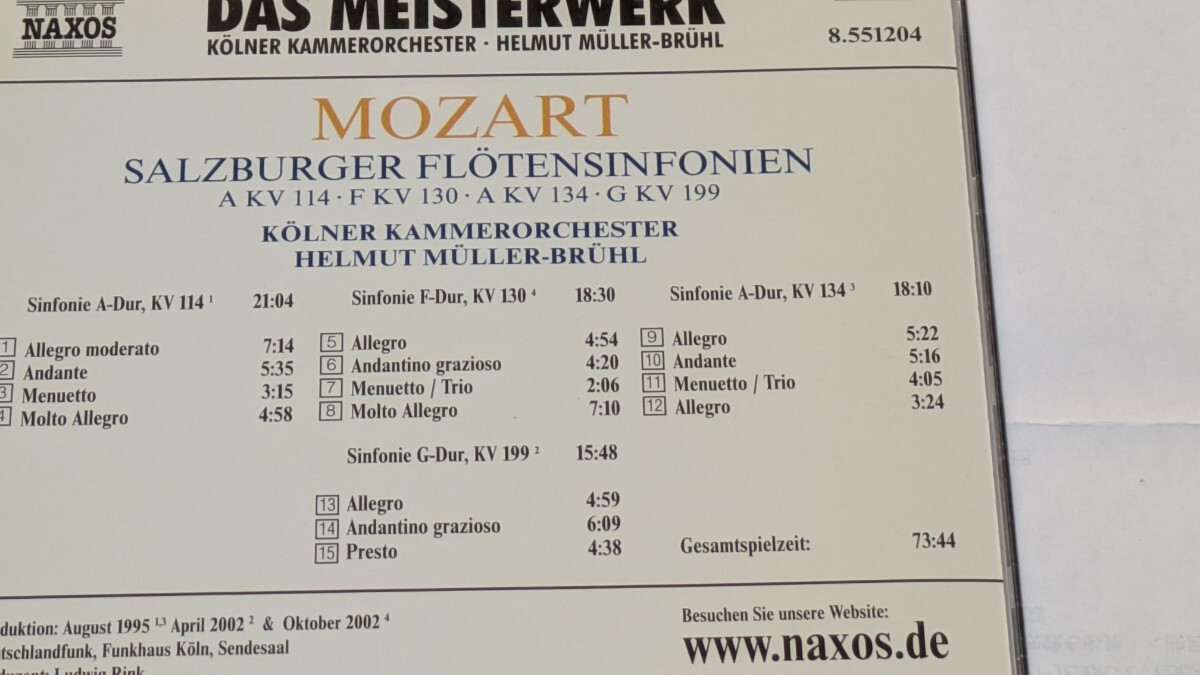 NAXOS
DAS MEISTERWERK
KÖLNER KAMMERORCHESTER · HELMUT MÜLLER-BRÜHL
8.551204
MOZART
SALZBURGER FLÖTENSINFONIEN
A KV 114 · F KV 130 · A KV 134 · G KV 199
KÖLNER KAMMERORCHESTER
HELMUT MÜLLER-BRÜHL
Sinfonie A-Dur, KV 114 ¹ 21:04
1 Allegro moderato 7:14
2 Andante 5:35
3 Menuetto 3:15
4 Molto Allegro 4:58
Sinfonie F-Dur, KV 130 ⁴ 18:30
5 Allegro 4:54
6 Andantino grazioso 4:20
7 Menuetto / Trio 2:06
8 Molto Allegro 7:10
Sinfonie A-Dur, KV 134 ³ 18:10
9 Allegro 5:22
10 Andante 5:16
11 Menuetto / Trio 4:05
12 Allegro 3:24
Sinfonie G-Dur, KV 199 ² 15:48
13 Allegro 4:59
14 Andantino grazioso 6:09
15 Presto 4:38
Gesamtspielzeit: 73:44
duktion: August 1995 ¹,³ April 2002 ² & Oktober 2002 ⁴
tschlandfunk, Funkhaus Köln, Sendesaal
Ludwig Rink
Besuchen Sie unsere Website:
www.naxos.de